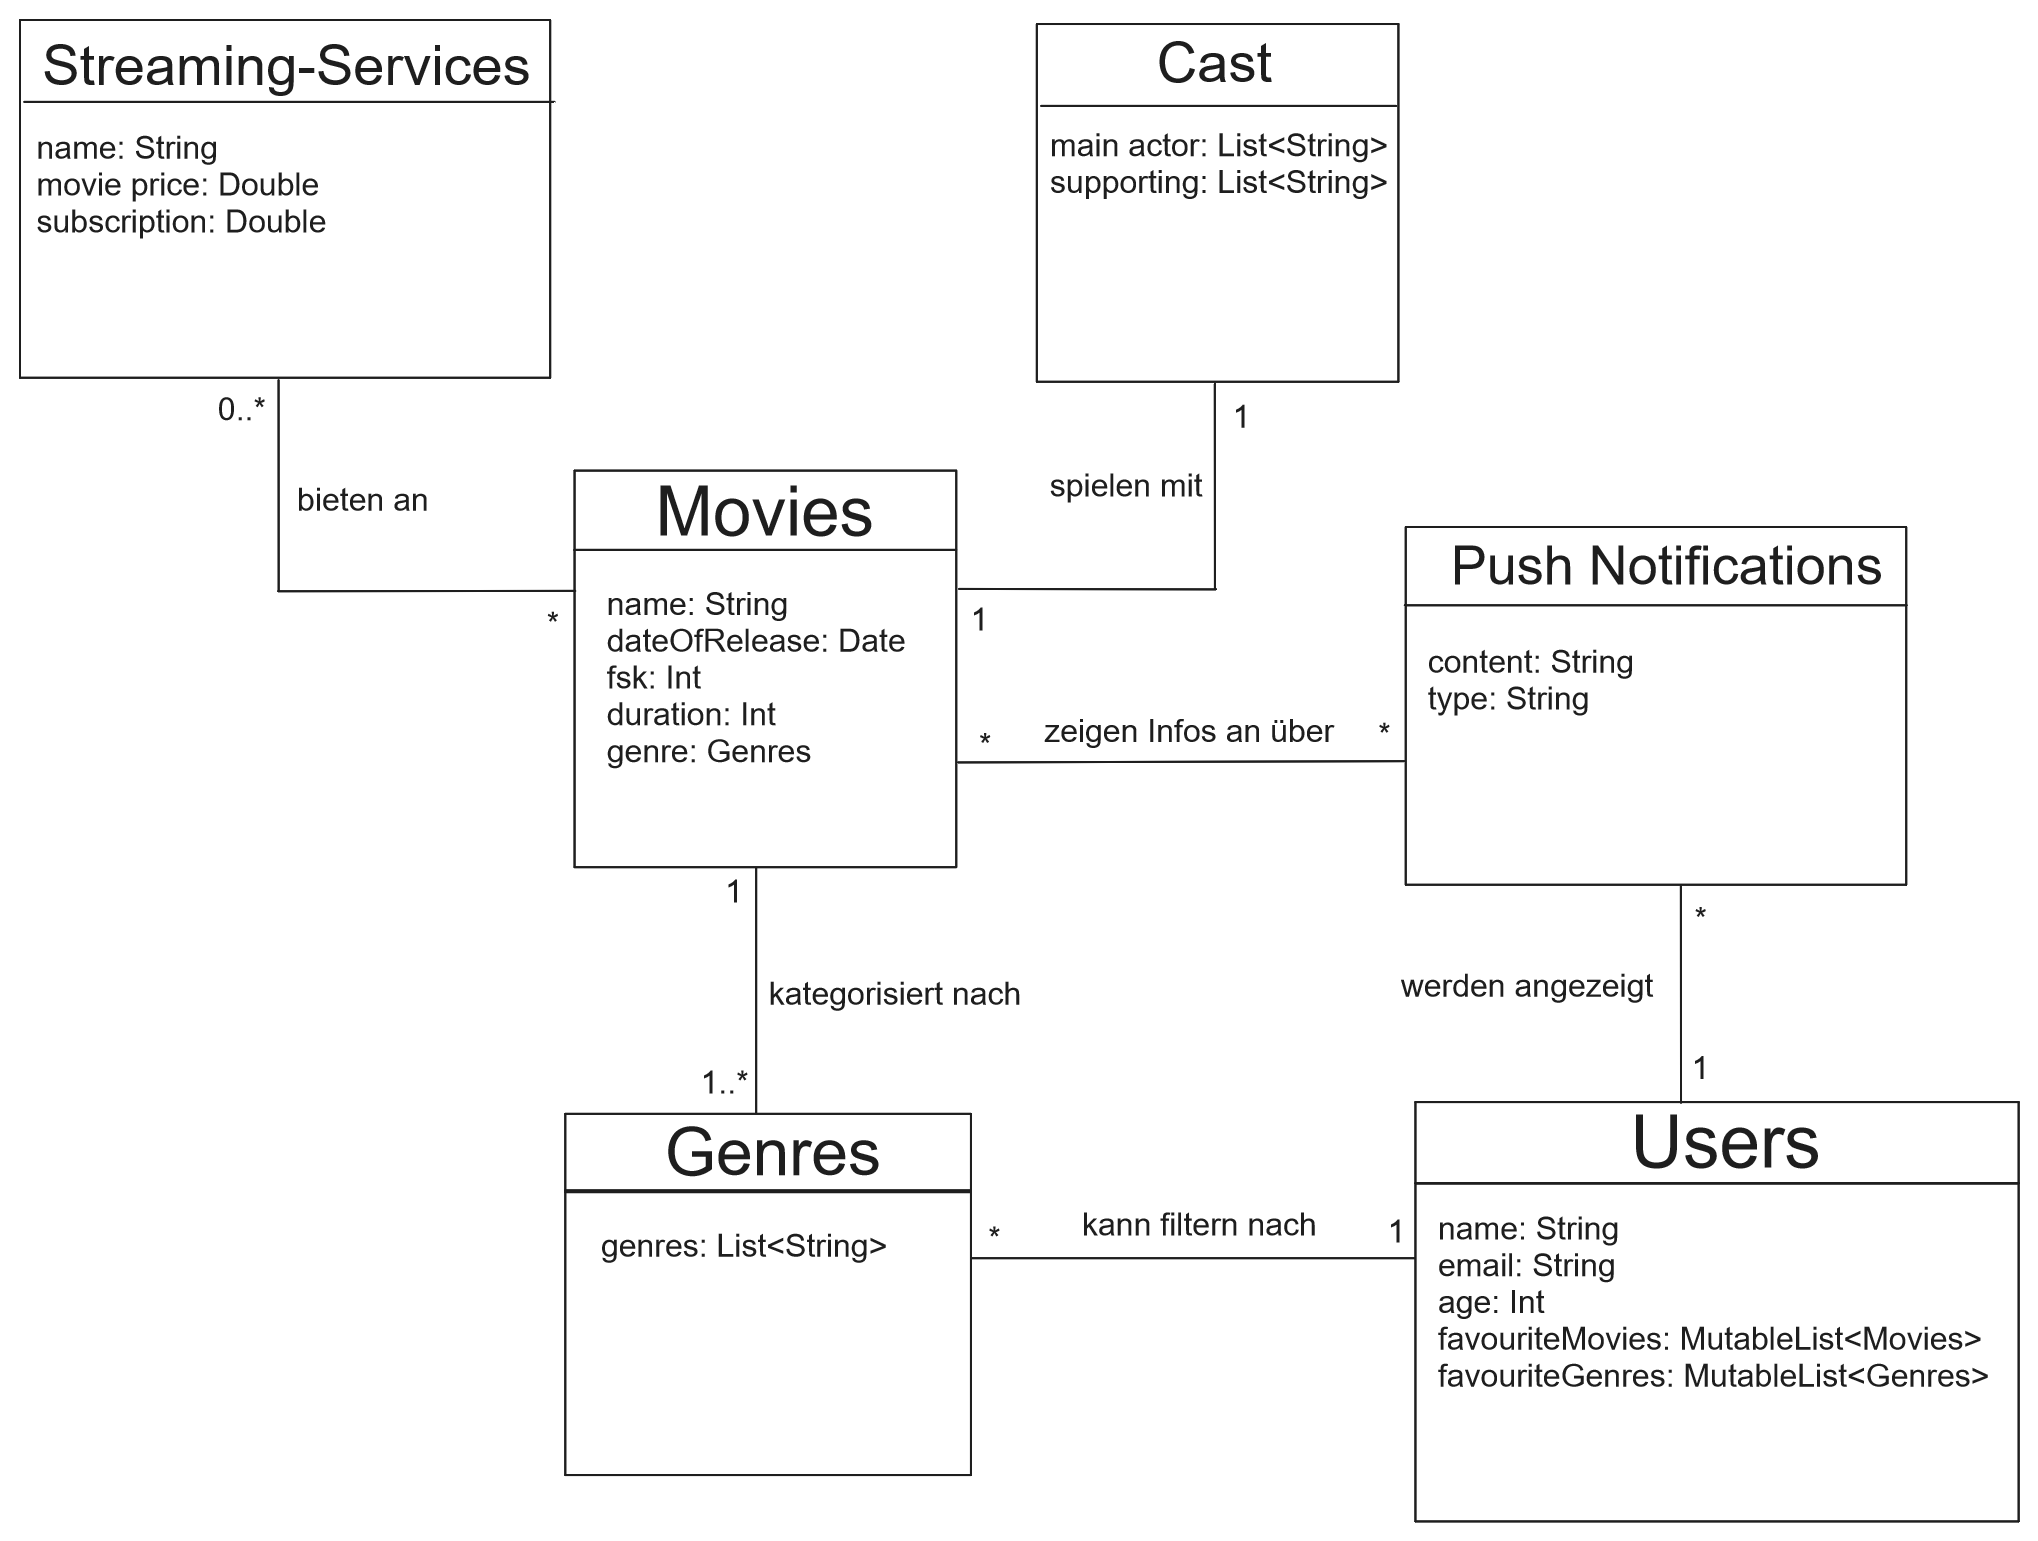 Streaming-Services
name: String
movie price: Double
subscription: Double
Cast
main actor: List<String>
supporting: List<String>
0..*
bieten an
*
1
spielen mit
1
Movies
name: String
dateOfRelease: Date
fsk: Int
duration: Int
genre: Genres
Push Notifications
content: String
type: String
*
zeigen Infos an über
*
1
kategorisiert nach
1..*
*
werden angezeigt
1
Genres
genres: List<String>
*
kann filtern nach
1
Users
name: String
email: String
age: Int
favouriteMovies: MutableList<Movies>
favouriteGenres: MutableList<Genres>